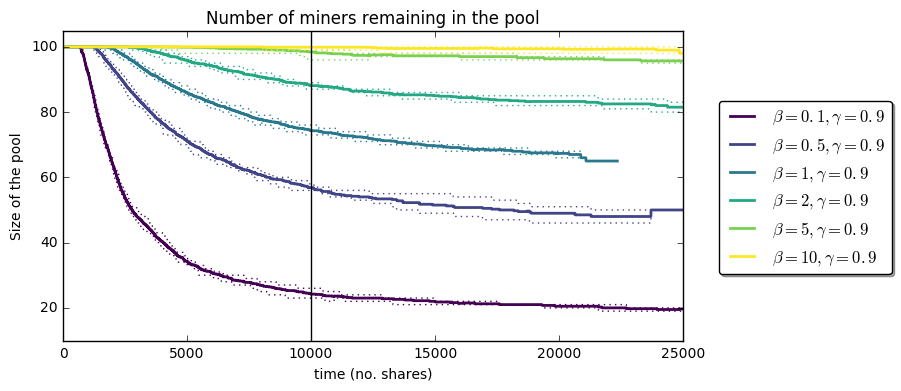 Number of miners remaining in the pool
100
80
60
40
20
Size of the pool
0
5000
10000
15000
20000
25000
time (no. shares)
β = 0.1, γ = 0.9
β = 0.5, γ = 0.9
β = 1, γ = 0.9
β = 2, γ = 0.9
β = 5, γ = 0.9
β = 10, γ = 0.9